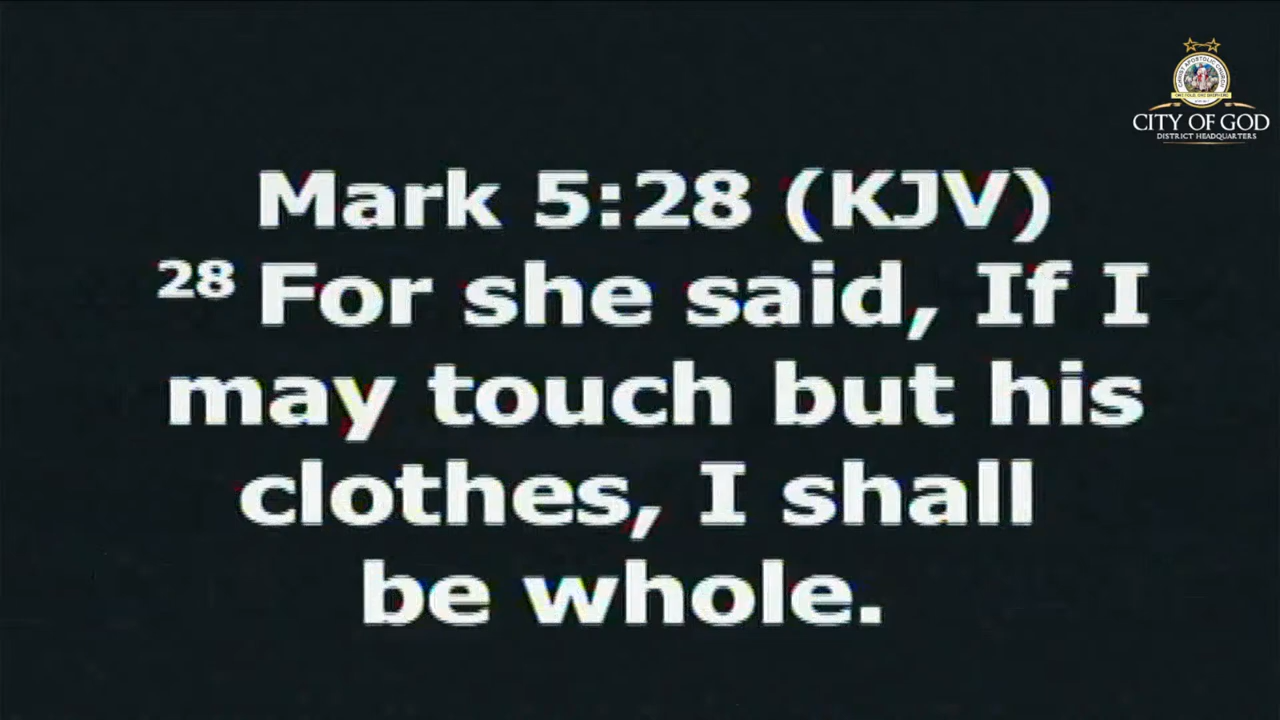 CITY OF GOD
DISTRICT HEADQUARTERS
Mark 5:28 (KJV)
28 For she said, If I
may touch but his
clothes, I shall
be whole.